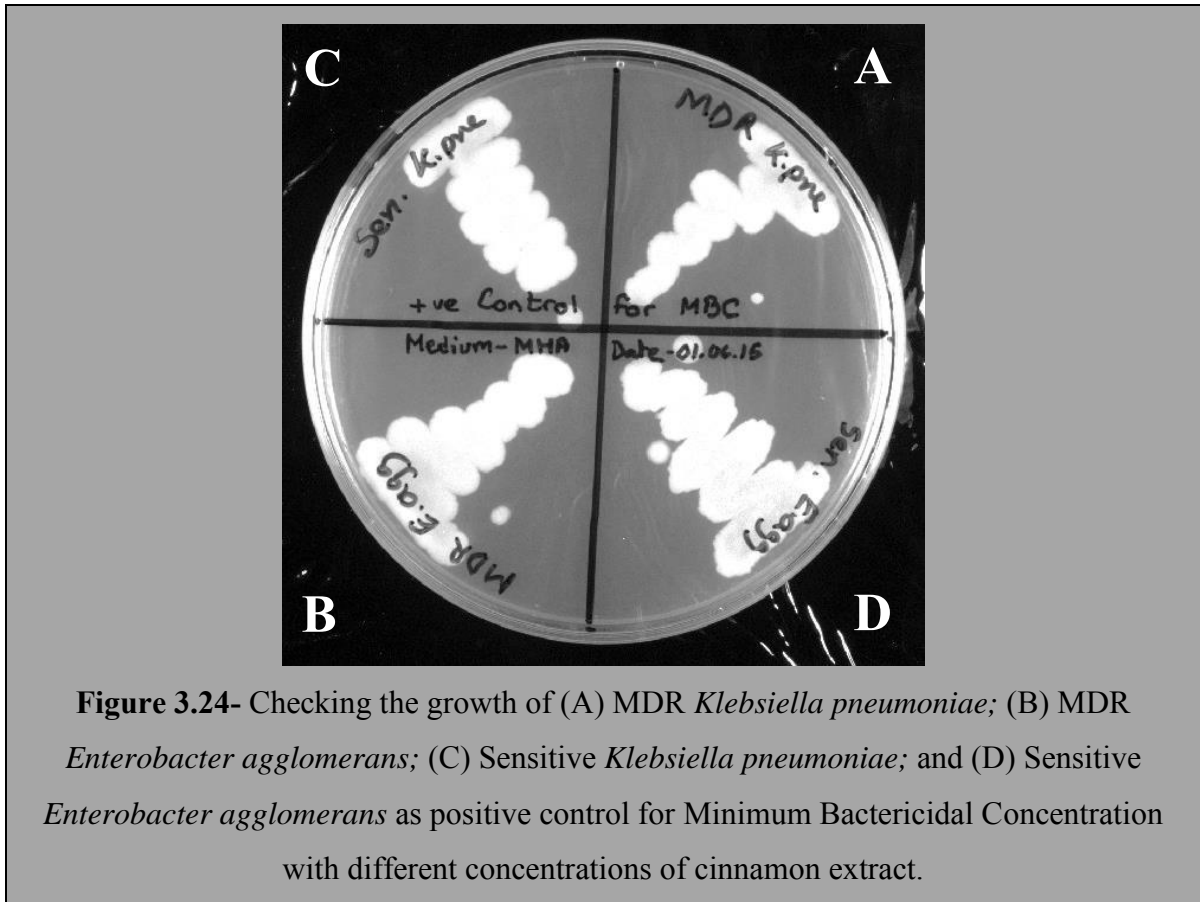 C
A
Sen. K.pne
MDR K.pne
+ve Control for MBC
Medium-MHA Date-01.06.15
MDR E.agg
Sen. E.agg
B
D
Figure 3.24- Checking the growth of (A) MDR Klebsiella pneumoniae; (B) MDR
Enterobacter agglomerans; (C) Sensitive Klebsiella pneumoniae; and (D) Sensitive
Enterobacter agglomerans as positive control for Minimum Bactericidal Concentration
with different concentrations of cinnamon extract.